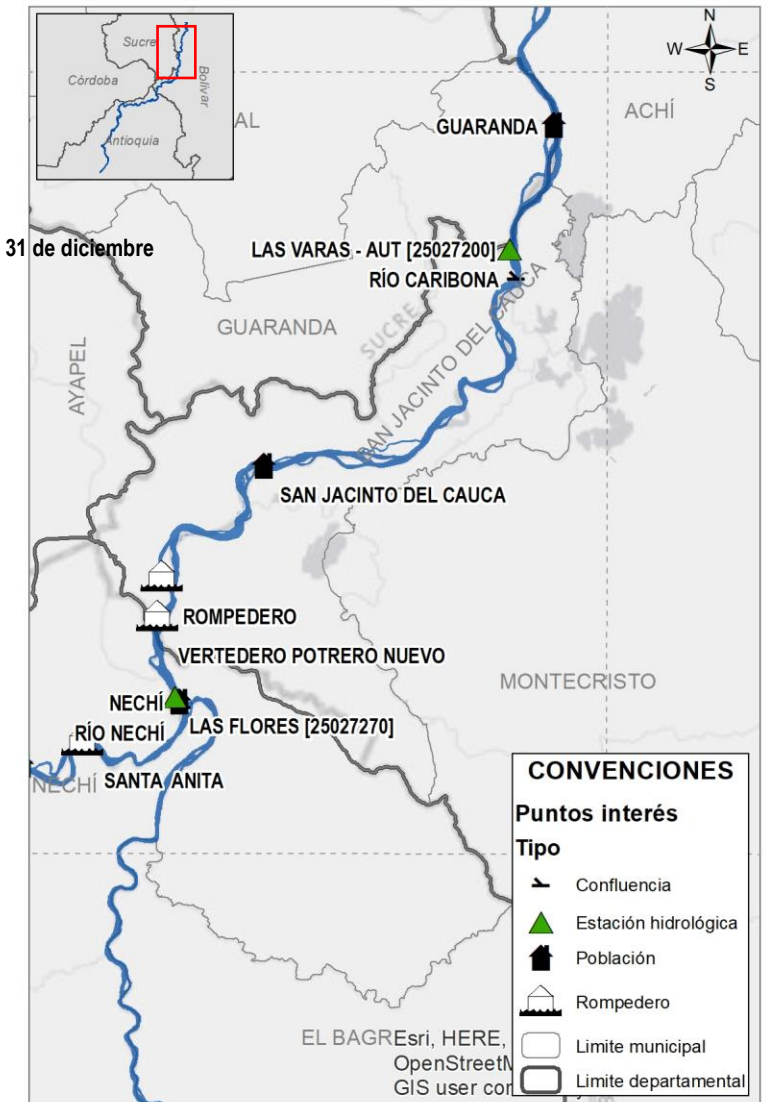 Sucre
Córdoba
Bolívar
Antioquia
N
W E
S
AL
ACHÍ
GUARANDA
31 de diciembre
LAS VARAS - AUT [25027200]
RÍO CARIBONA
GUARANDA
SUCRE
AYAPEL
SAN JACINTO DEL CAUCA
SAN JACINTO DEL CAUCA
ROMPEDERO
VERTEDERO POTRERO NUEVO
MONTECRISTO
NECHÍ
LAS FLORES [25027270]
RÍO NECHÍ
NECHÍ
SANTA ANITA
EL BAGRE
Esri, HERE,
OpenStreetM
GIS user con
CONVENCIONES
Puntos interés
Tipo
Confluencia
Estación hidrológica
Población
Rompedero
Limite municipal
Limite departamental